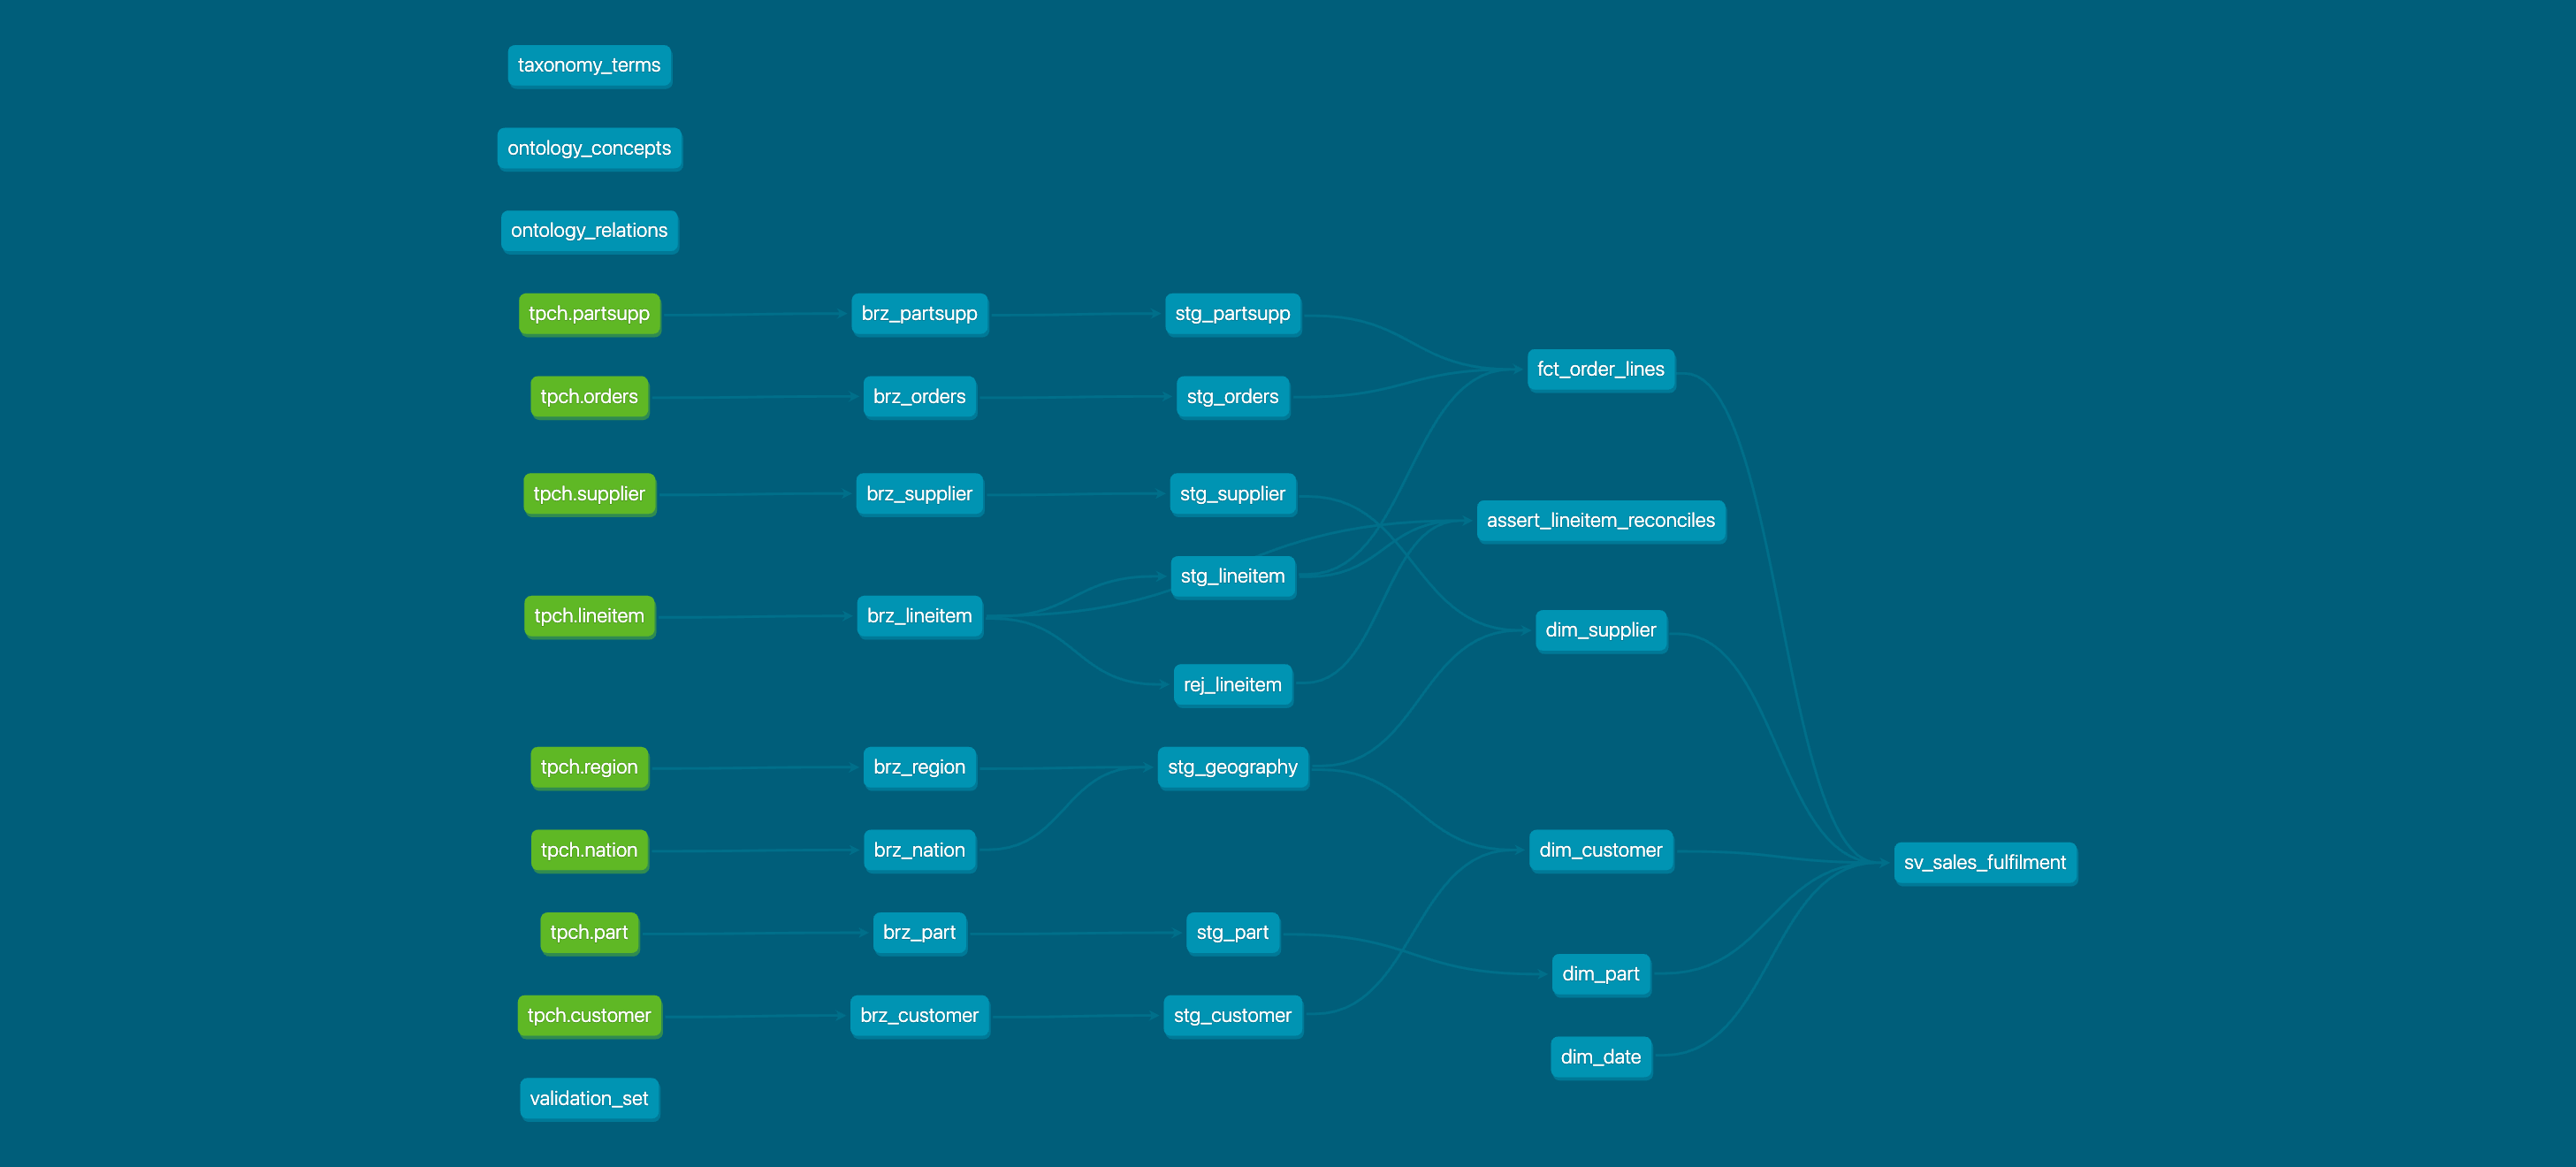 taxonomy_terms
ontology_concepts
ontology_relations
tpch.partsupp
brz_partsupp
stg_partsupp
fct_order_lines
tpch.orders
brz_orders
stg_orders
tpch.supplier
brz_supplier
stg_supplier
assert_lineitem_reconciles
stg_lineitem
tpch.lineitem
brz_lineitem
dim_supplier
rej_lineitem
tpch.region
brz_region
stg_geography
tpch.nation
brz_nation
dim_customer
sv_sales_fulfilment
tpch.part
brz_part
stg_part
dim_part
tpch.customer
brz_customer
stg_customer
dim_date
validation_set